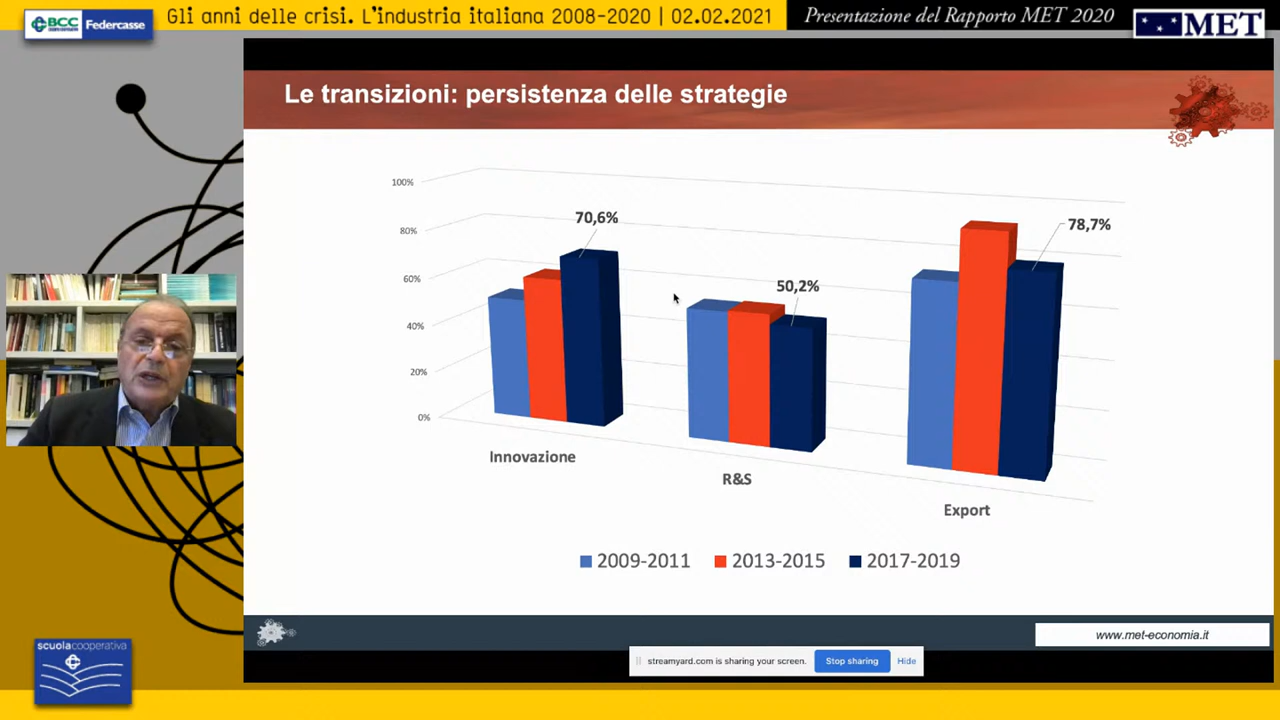 BCC
Federcasse
Gli anni delle crisi. L'industria italiana 2008-2020 | 02.02.2021
Presentazione del Rapporto MET 2020
MET
Le transizioni: persistenza delle strategie
100%
80%
60%
40%
20%
0%
70,6%
50,2%
78,7%
Innovazione
R&S
Export
2009-2011
2013-2015
2017-2019
www.met-economia.it
streamyard.com is sharing your screen.
Stop sharing
Hide
scuolacooperativa